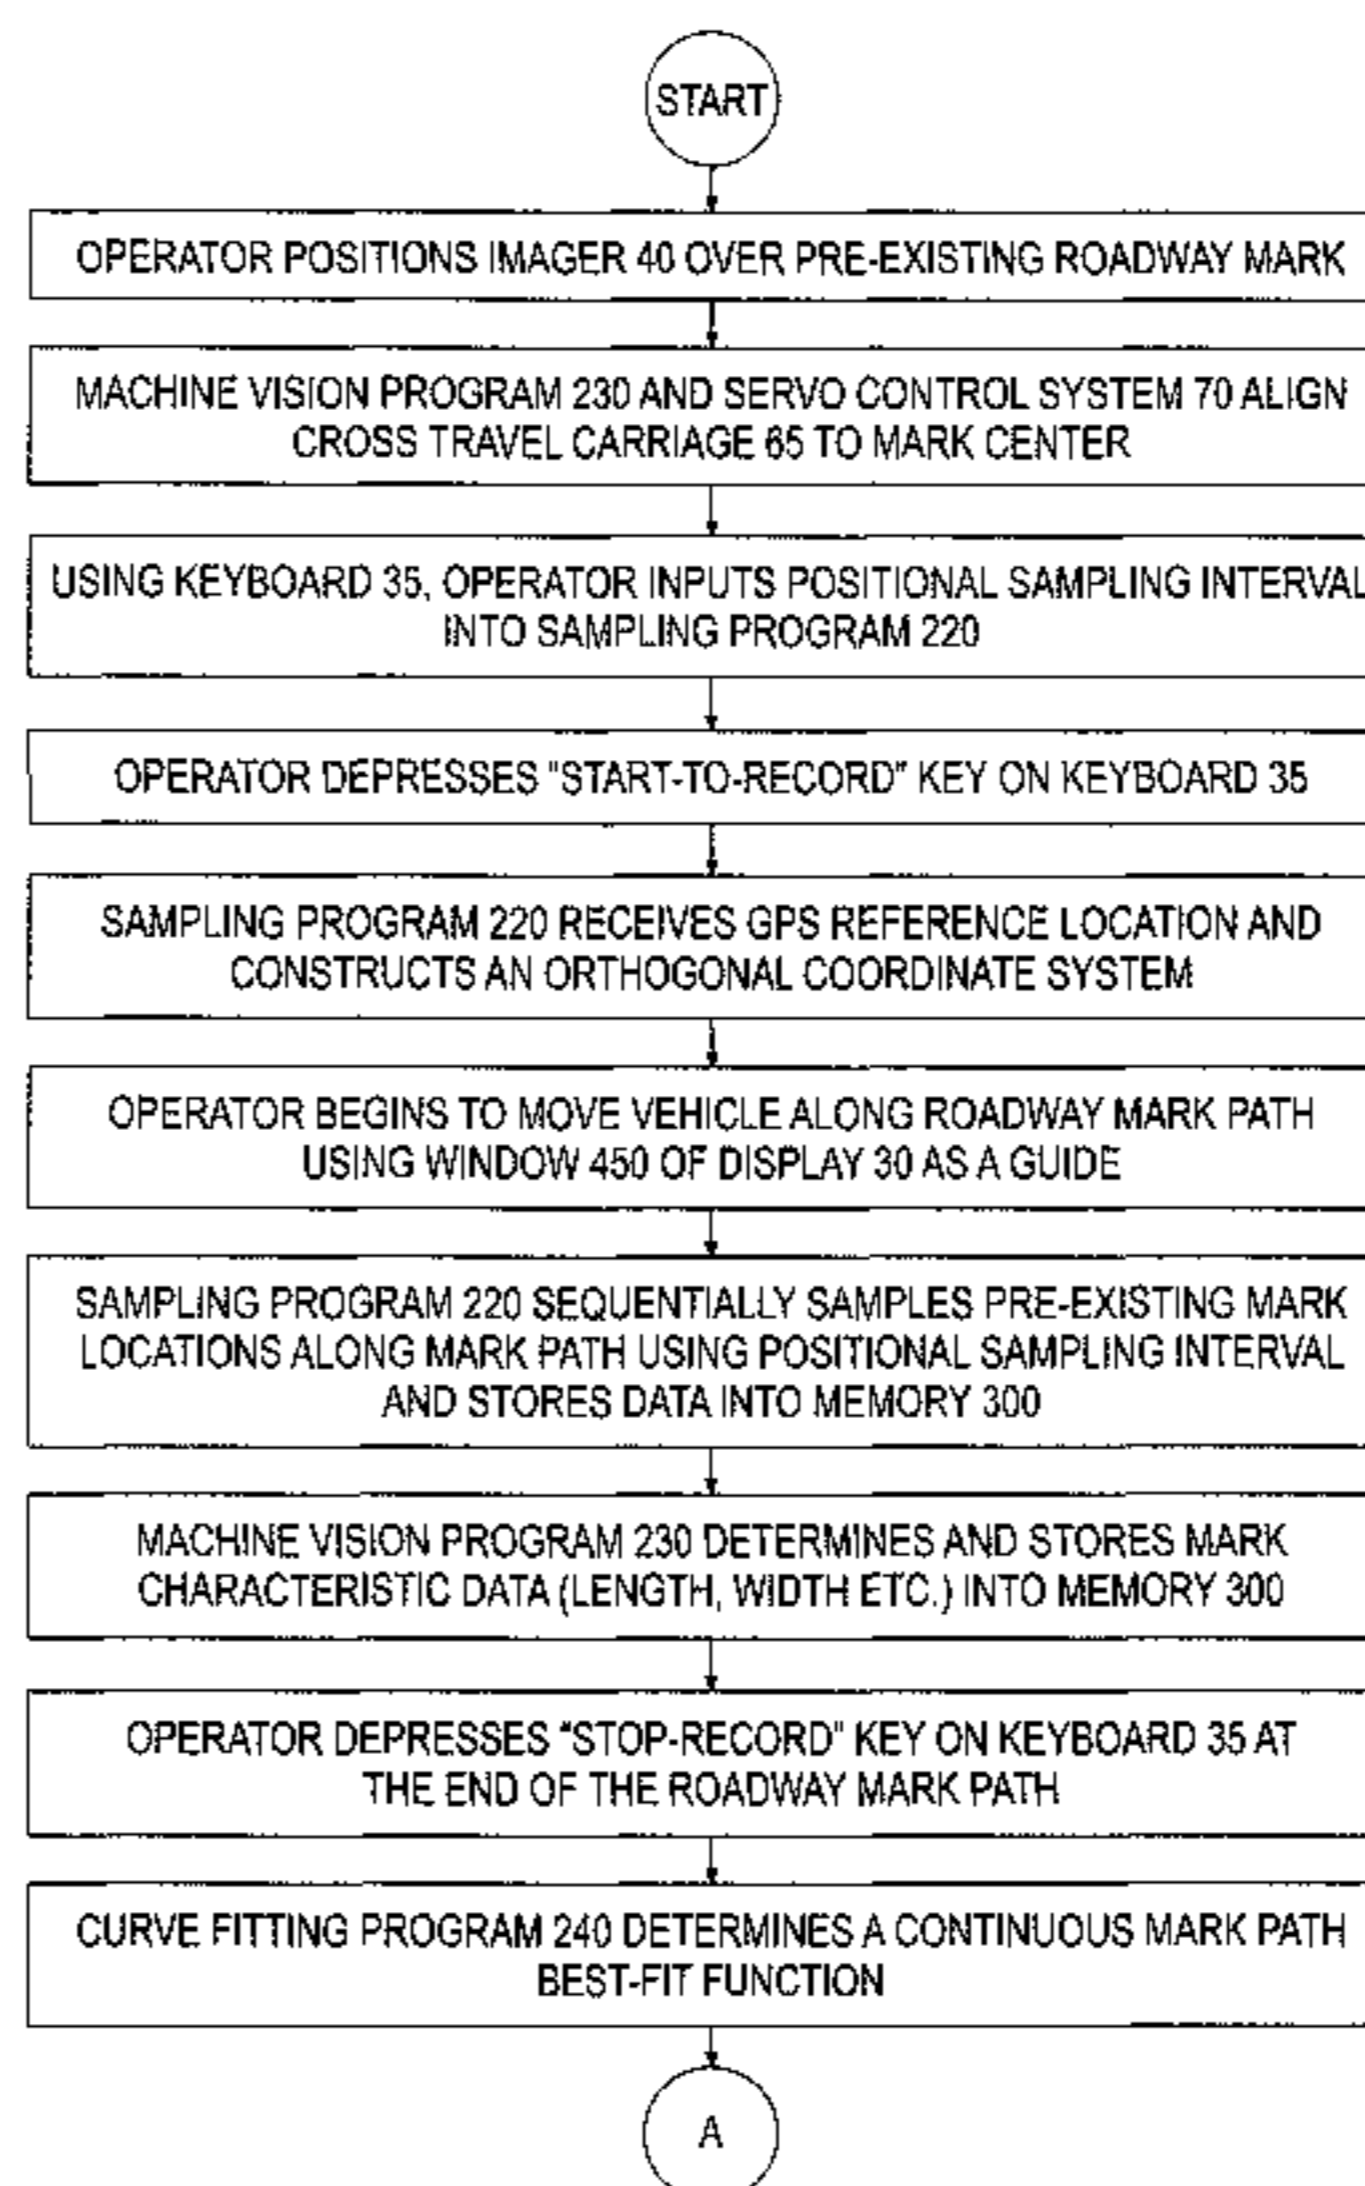 START
OPERATOR POSITIONS IMAGER 40 OVER PRE-EXISTING ROADWAY MARK
MACHINE VISION PROGRAM 230 AND SERVO CONTROL SYSTEM 70 ALIGN
CROSS TRAVEL CARRIAGE 65 TO MARK CENTER
USING KEYBOARD 35, OPERATOR INPUTS POSITIONAL SAMPLING INTERVAL
INTO SAMPLING PROGRAM 220
OPERATOR DEPRESSES "START-TO-RECORD" KEY ON KEYBOARD 35
SAMPLING PROGRAM 220 RECEIVES GPS REFERENCE LOCATION AND
CONSTRUCTS AN ORTHOGONAL COORDINATE SYSTEM
OPERATOR BEGINS TO MOVE VEHICLE ALONG ROADWAY MARK PATH
USING WINDOW 450 OF DISPLAY 30 AS A GUIDE
SAMPLING PROGRAM 220 SEQUENTIALLY SAMPLES PRE-EXISTING MARK
LOCATIONS ALONG MARK PATH USING POSITIONAL SAMPLING INTERVAL
AND STORES DATA INTO MEMORY 300
MACHINE VISION PROGRAM 230 DETERMINES AND STORES MARK
CHARACTERISTIC DATA (LENGTH, WIDTH ETC.) INTO MEMORY 300
OPERATOR DEPRESSES "STOP-RECORD" KEY ON KEYBOARD 35 AT
THE END OF THE ROADWAY MARK PATH
CURVE FITTING PROGRAM 240 DETERMINES A CONTINUOUS MARK PATH
BEST-FIT FUNCTION
A